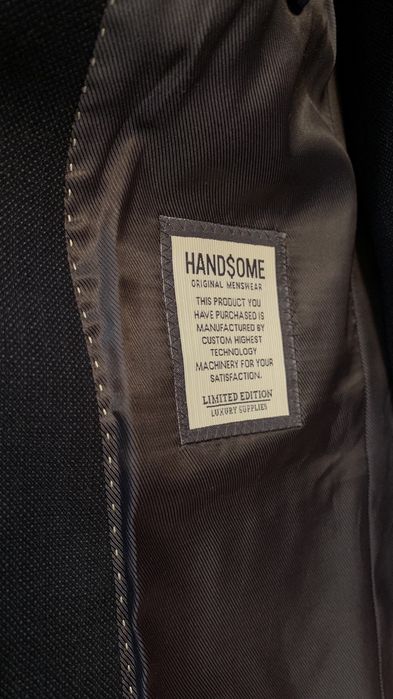 HAND$OME
ORIGINAL MENSWEAR
THIS PRODUCT YOU
HAVE PURCHASED IS
MANUFACTURED BY
CUSTOM HIGHEST
TECHNOLOGY
MACHINERY FOR YOUR
SATISFACTION.
LIMITED EDITION
LUXURY SUPPLIES